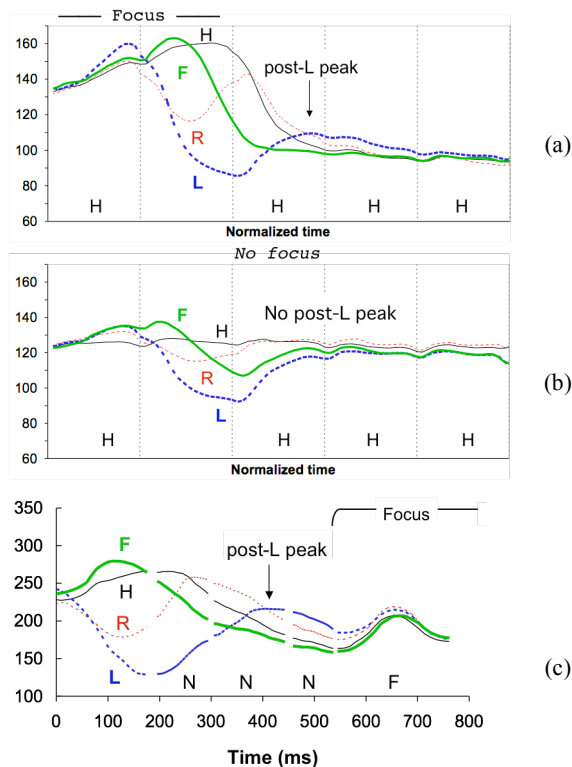 Focus
160
140
120
100
80
60
H
F
R
L
post-L peak
H H H H
Normalized time
(a)
No focus
160
140
120
100
80
60
F
H
R
L
No post-L peak
H H H H
Normalized time
(b)
350
300
250
200
150
100
F
H
R
L
post-L peak
Focus
N N N F
0 100 200 300 400 500 600 700 800
Time (ms)
(c)